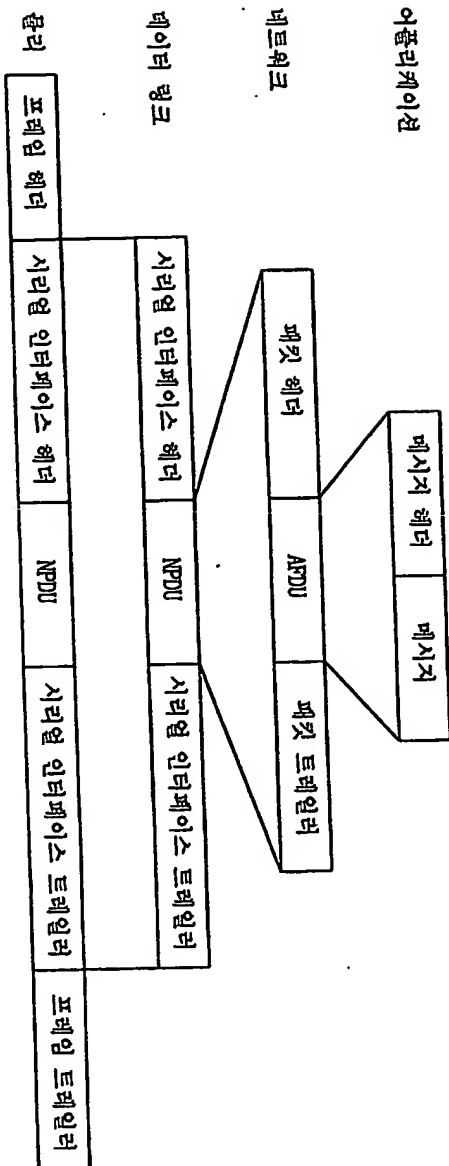 어플리케이션
메시지 헤더 메시지
네트워크
패킷 헤더 AFDU 패킷 트레일러
데이터 링크
시리얼 인터페이스 헤더 NPDU 시리얼 인터페이스 트레일러
물리
프레임 헤더 시리얼 인터페이스 헤더 NPDU 시리얼 인터페이스 트레일러 프레임 트레일러